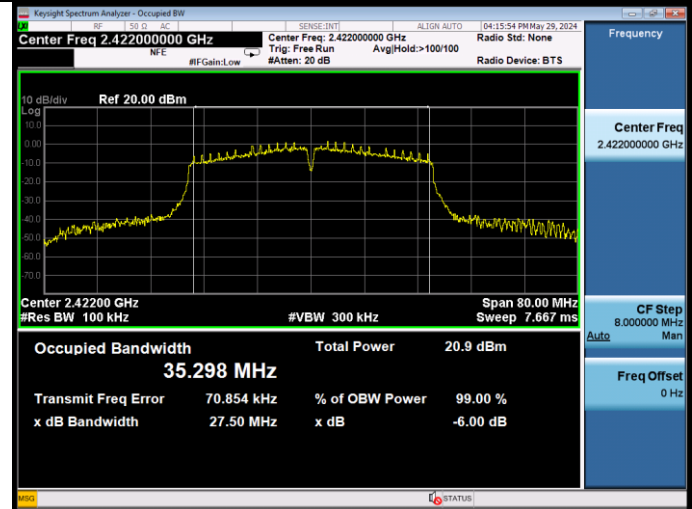 Keysight Spectrum Analyzer - Occupied BW
RF 50 Ω AC SENSE:INT ALIGN AUTO 04:15:54 PM May 29, 2024
Center Freq 2.422000000 GHz Center Freq: 2.422000000 GHz Radio Std: None Frequency
NFE Trig: Free Run Avg|Hold:>100/100
#IFGain:Low #Atten: 20 dB Radio Device: BTS
10 dB/div Ref 20.00 dBm
Log
10.0
0.00
-10.0
-20.0
-30.0
-40.0
-50.0
-60.0
-70.0
Center Freq
2.422000000 GHz
Center 2.42200 GHz Span 80.00 MHz
#Res BW 100 kHz #VBW 300 kHz Sweep 7.667 ms
CF Step
8.000000 MHz
Auto Man
Occupied Bandwidth Total Power 20.9 dBm
35.298 MHz
Transmit Freq Error 70.854 kHz % of OBW Power 99.00 %
x dB Bandwidth 27.50 MHz x dB -6.00 dB
Freq Offset
0 Hz
MSG STATUS